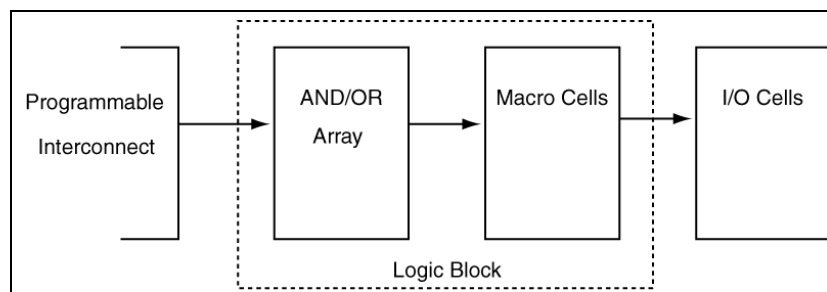 Programmable
Interconnect
AND/OR
Array
Macro Cells
I/O Cells
Logic Block